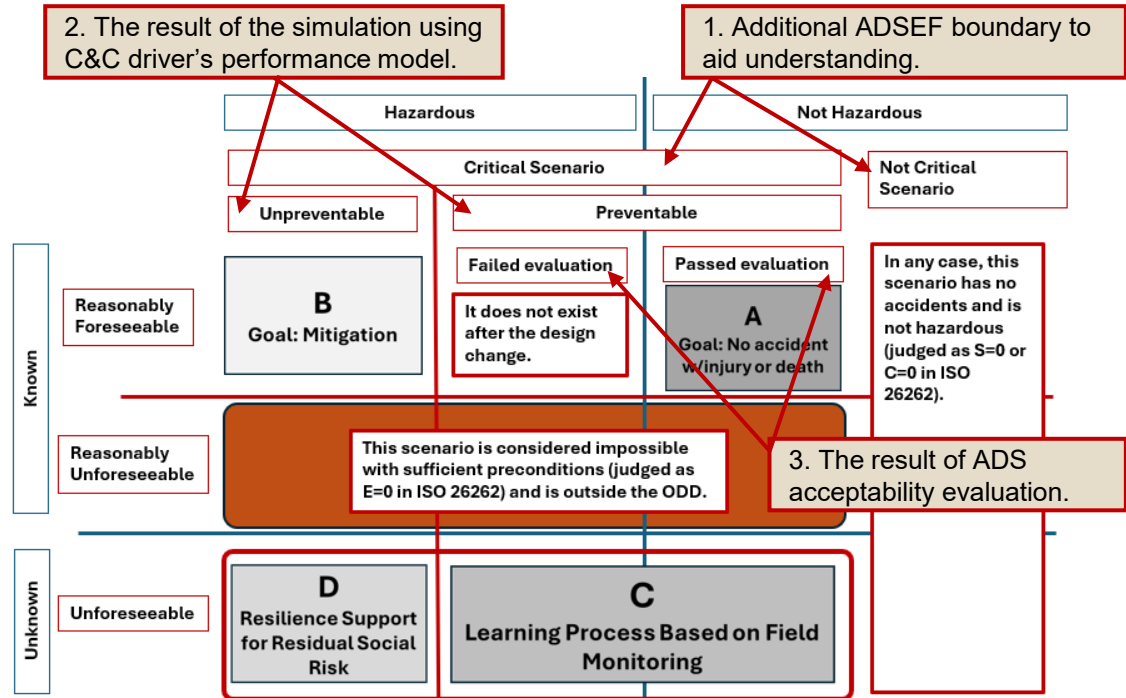 2. The result of the simulation using
C&C driver's performance model.
1. Additional ADSEF boundary to
aid understanding.
Hazardous
Not Hazardous
Critical Scenario
Not Critical
Scenario
Unpreventable
Preventable
Known
Reasonably
Foreseeable
B
Goal: Mitigation
Failed evaluation
It does not exist
after the design
change.
Passed evaluation
A
Goal: No accident
w/injury or death
In any case, this
scenario has no
accidents and is
not hazardous
(judged as S=0 or
C=0 in ISO
26262).
Reasonably
Unforeseeable
This scenario is considered impossible
with sufficient preconditions (judged as
E=0 in ISO 26262) and is outside the ODD.
3. The result of ADS
acceptability evaluation.
Unknown
Unforeseeable
D
Resilience Support
for Residual Social
Risk
C
Learning Process Based on Field
Monitoring